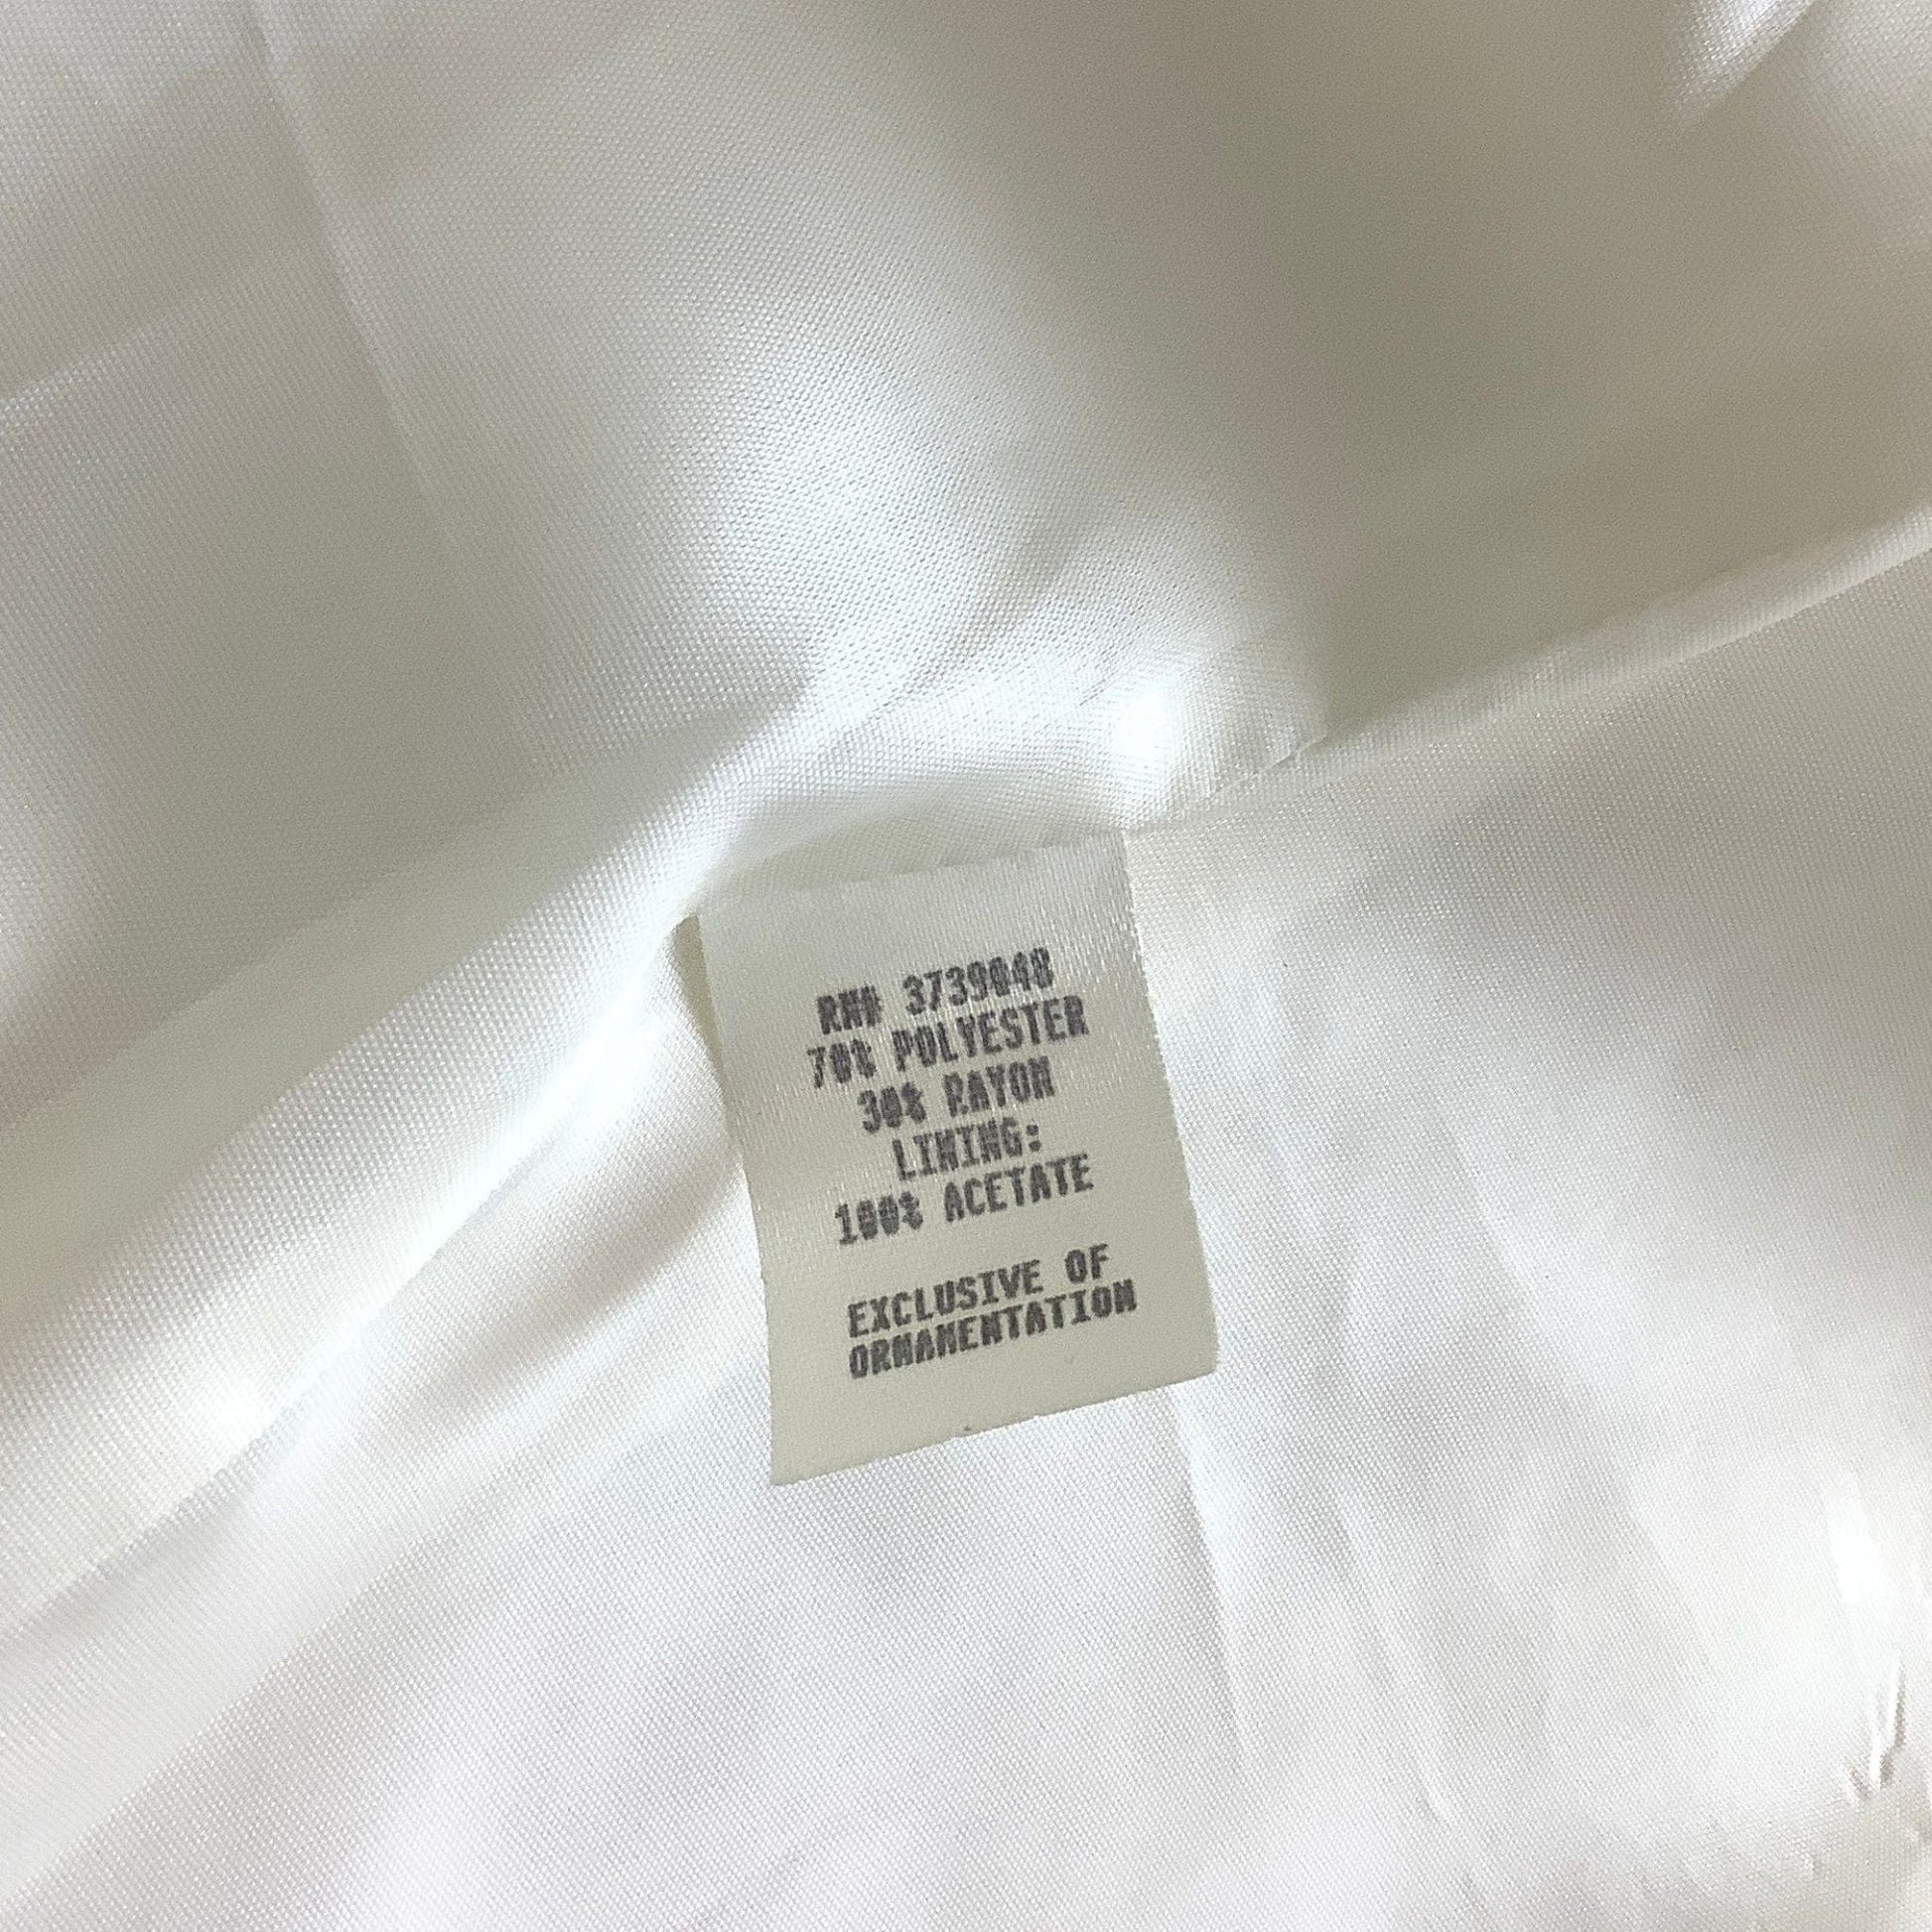 RN# 3739048
70% POLYESTER
30% RAYON
LINING:
100% ACETATE
EXCLUSIVE OF
ORNAMENTATION